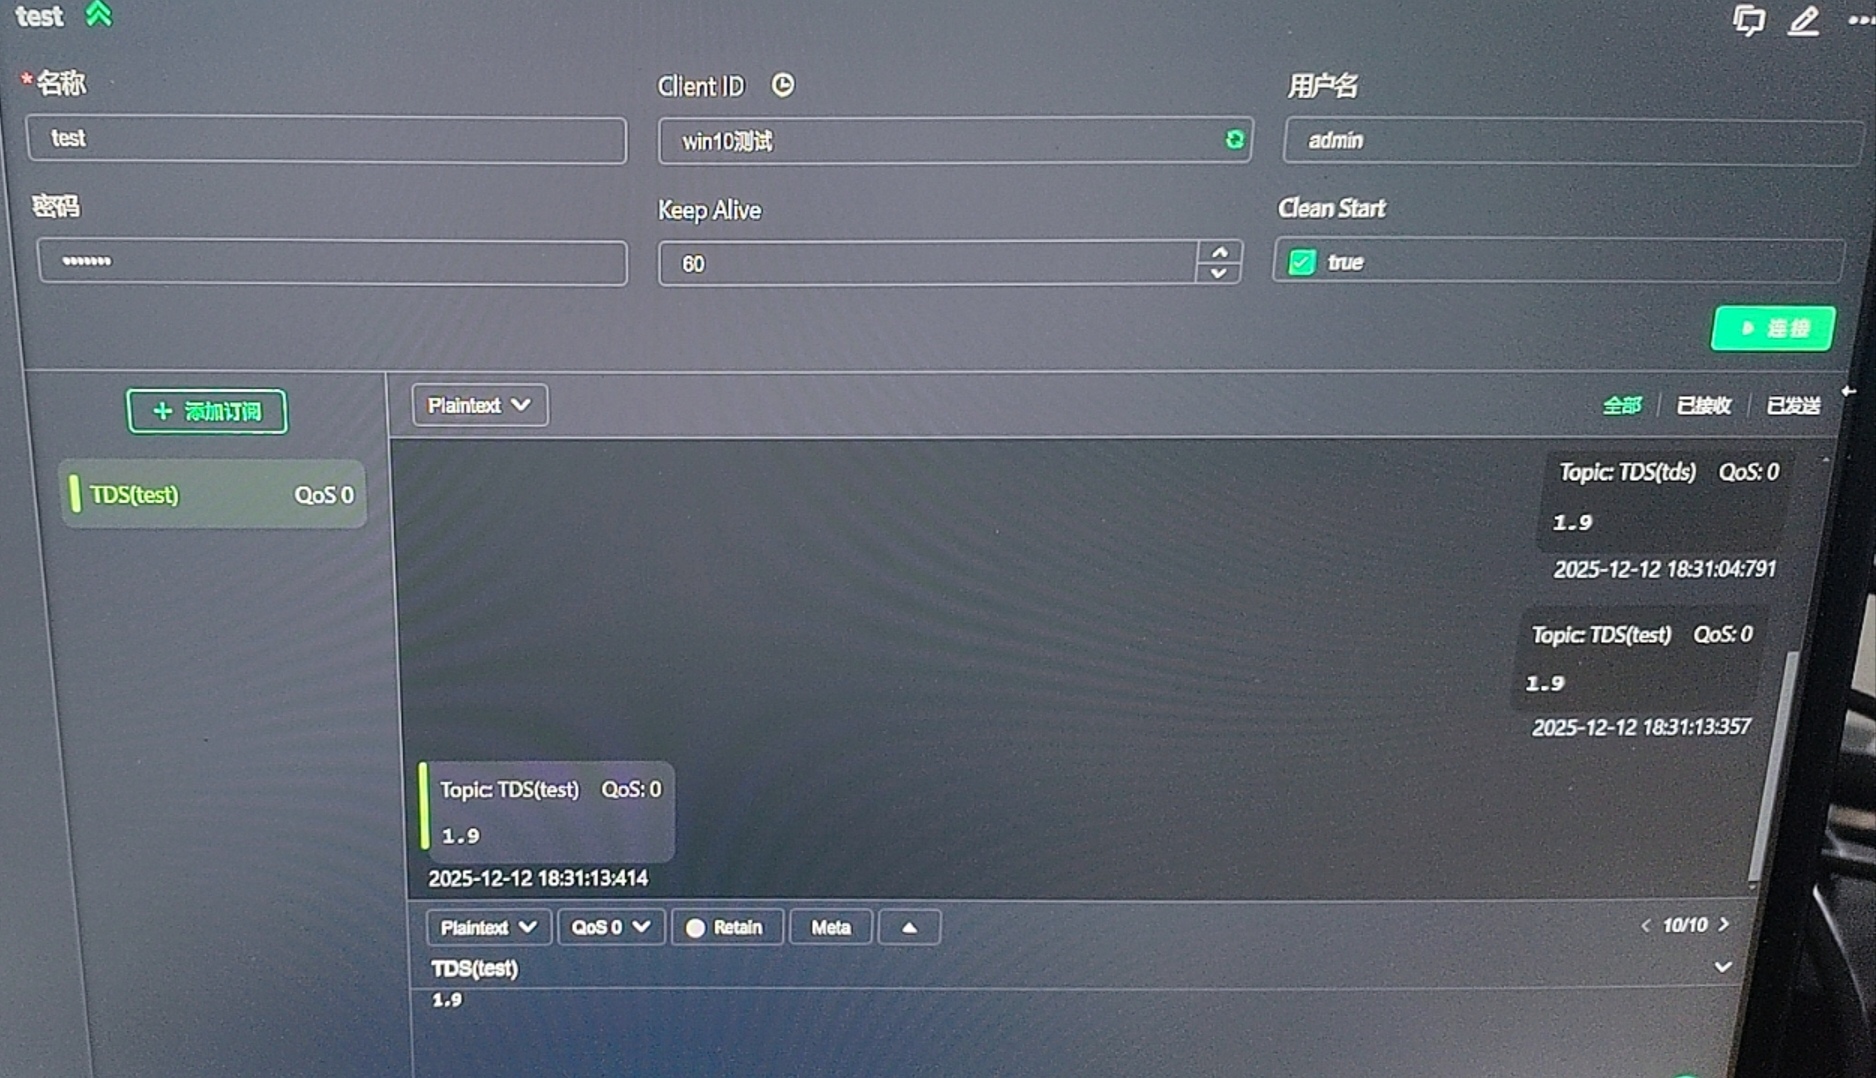 test
*名称
Client ID
用户名
test
win10测试
admin
密码
Keep Alive
Clean Start
•••••••
60
true
连接
+ 添加订阅
Plaintext
全部 | 已接收 | 已发送
TDS(test) QoS 0
Topic: TDS(tds) QoS: 0
1.9
2025-12-12 18:31:04:791
Topic: TDS(test) QoS: 0
1.9
2025-12-12 18:31:13:357
Topic: TDS(test) QoS: 0
1.9
2025-12-12 18:31:13:414
Plaintext QoS 0 Retain Meta
< 10/10 >
TDS(test)
1.9